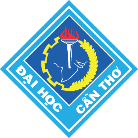 ĐẠI HỌC
CẦN THƠ